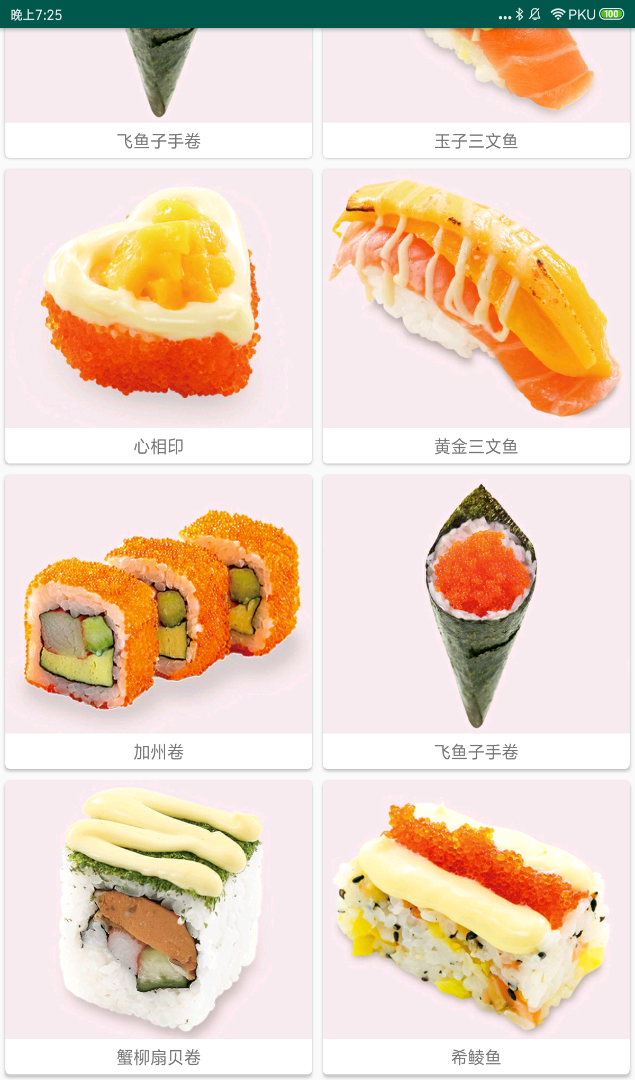 晚上7:25
PKU 100
飞鱼子手卷
玉子三文鱼
心相印
黄金三文鱼
加州卷
飞鱼子手卷
蟹柳扇贝卷
希鲮鱼